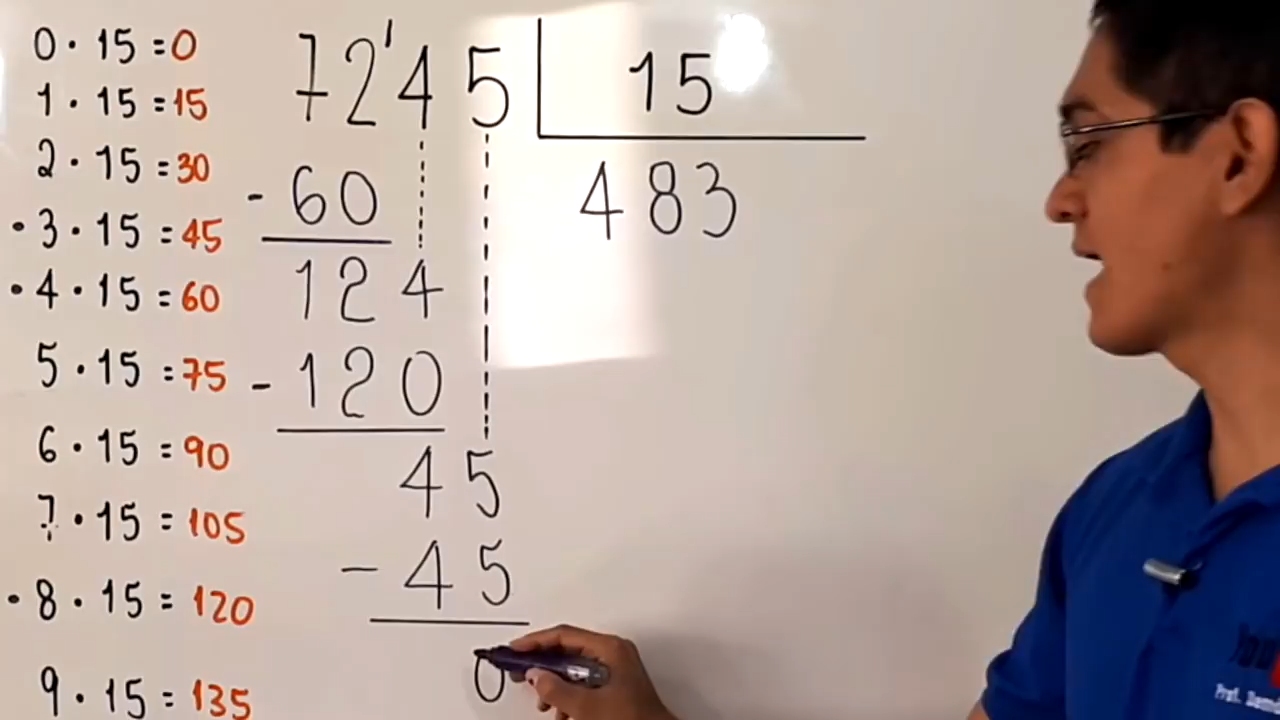 0 · 15 = 0
1 · 15 = 15
2 · 15 = 30
· 3 · 15 = 45
· 4 · 15 = 60
5 · 15 = 75
6 · 15 = 90
7 · 15 = 105
· 8 · 15 = 120
9 · 15 = 135
72'45 15
- 60 483
124
- 120
45
- 45
0
Prof.